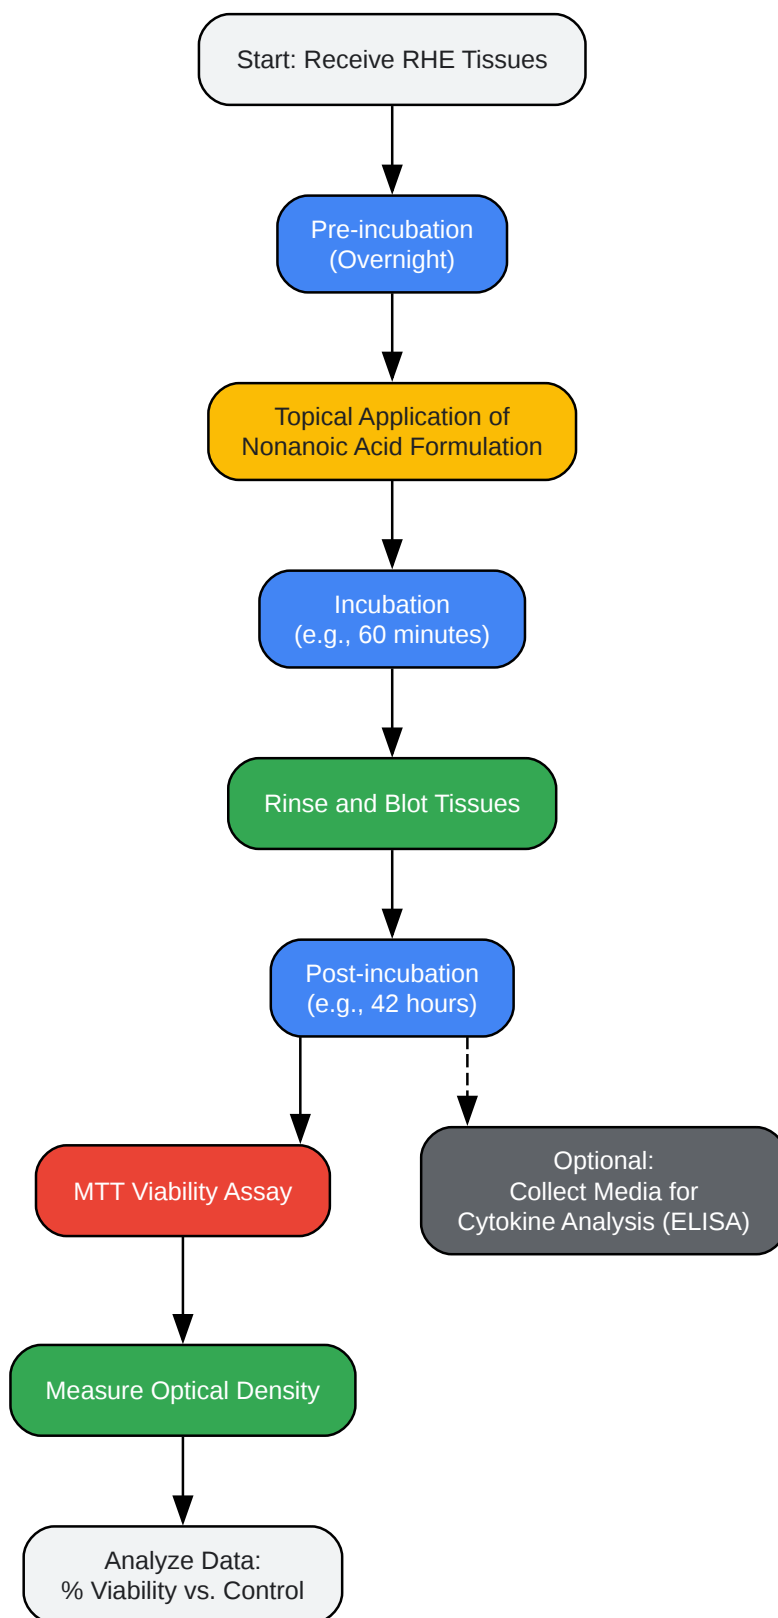 Start: Receive RHE Tissues
Pre-incubation
(Overnight)
Topical Application of
Nonanoic Acid Formulation
Incubation
(e.g., 60 minutes)
Rinse and Blot Tissues
Post-incubation
(e.g., 42 hours)
MTT Viability Assay
Optional:
Collect Media for
Cytokine Analysis (ELISA)
Measure Optical Density
Analyze Data:
% Viability vs. Control